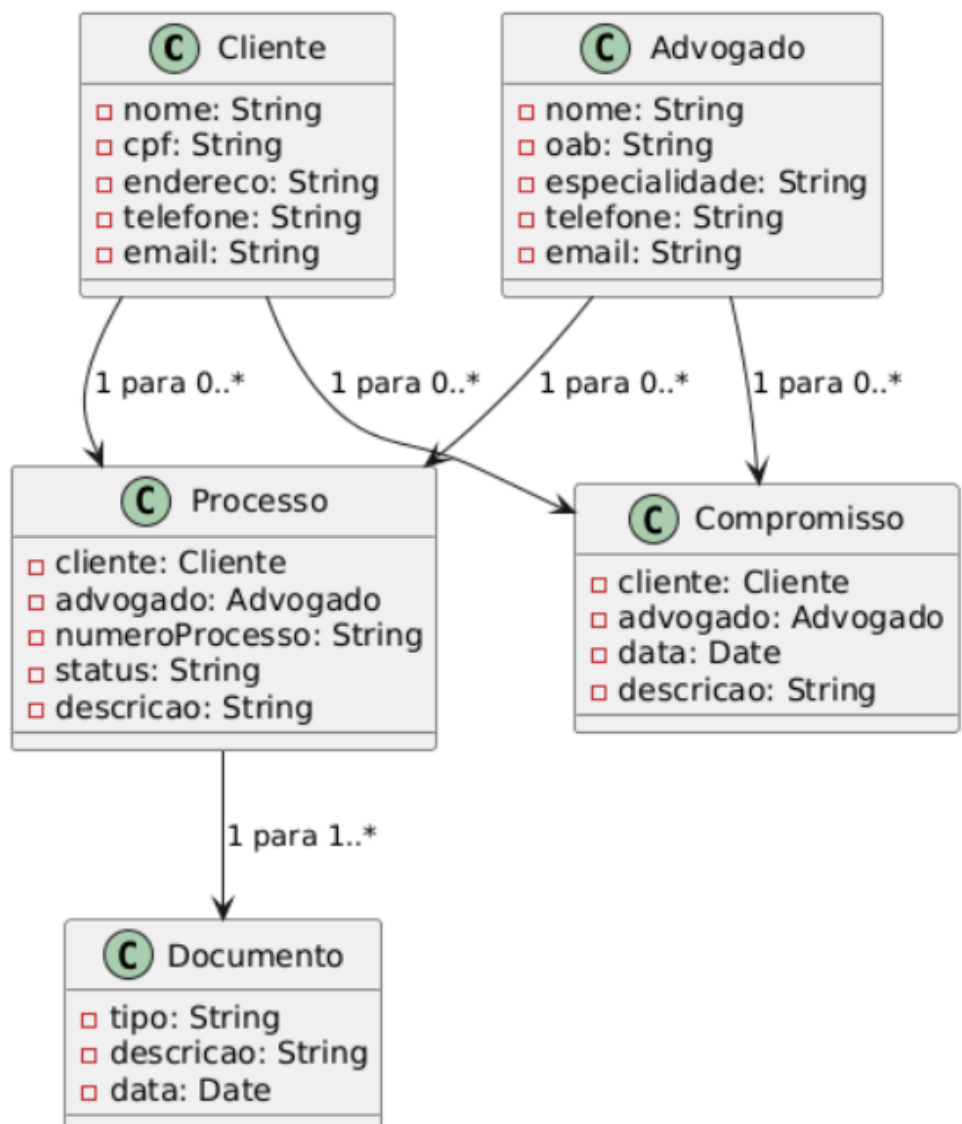 C Cliente
nome: String
cpf: String
endereco: String
telefone: String
email: String
C Advogado
nome: String
oab: String
especialidade: String
telefone: String
email: String
1 para 0..*
1 para 0..*
1 para 0..*
1 para 0..*
C Processo
cliente: Cliente
advogado: Advogado
numeroProcesso: String
status: String
descricao: String
C Compromisso
cliente: Cliente
advogado: Advogado
data: Date
descricao: String
1 para 1..*
C Documento
tipo: String
descricao: String
data: Date